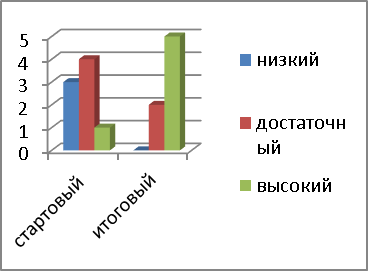 5
4
3
2
1
0
стартовый
итоговый
низкий
достаточн
ый
высокий